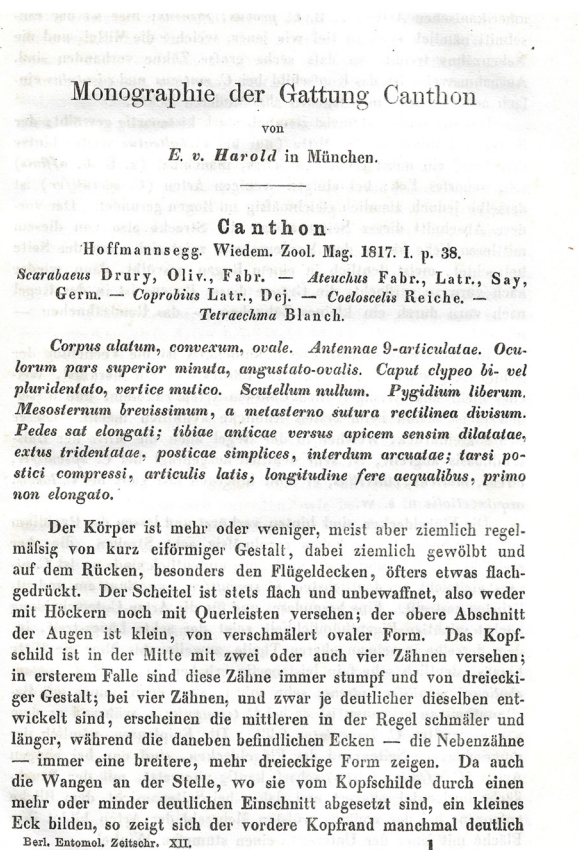 Monographie der Gattung Canthon
von
E. v. Harold in München.
Canthon
Hoffmannsegg. Wiedem. Zool. Mag. 1817. I. p. 38.
Scarabaeus Drury, Oliv., Fabr. — Ateuchus Fabr., Latr., Say,
Germ. — Coprobius Latr., Dej. — Coeloscelis Reiche. —
Tetraechma Blanch.
Corpus alatum, convexum, ovale. Antennae 9-articulatae. Ocu-
lorum pars superior minuta, angustato-ovalis. Caput clypeo bi- vel
pluridentato, vertice mutico. Scutellum nullum. Pygidium liberum.
Mesosternum brevissimum, a metasterno sutura rectilinea divisum.
Pedes sat elongati; tibiae anticae versus apicem sensim dilatatae,
extus tridentatae, posticae simplices, interdum arcuatae; tarsi po-
stici compressi, articulis latis, longitudine fere aequalibus, primo
non elongato.
Der Körper ist mehr oder weniger, meist aber ziemlich regel-
mäſsig von kurz eiförmiger Gestalt, dabei ziemlich gewölbt und
auf dem Rücken, besonders den Flügeldecken, öfters etwas flach-
gedrückt. Der Scheitel ist stets flach und unbewaffnet, also weder
mit Höckern noch mit Querleisten versehen; der obere Abschnitt
der Augen ist klein, von verschmälert ovaler Form. Das Kopf-
schild ist in der Mitte mit zwei oder auch vier Zähnen versehen;
in ersterem Falle sind diese Zähne immer stumpf und von dreiecki-
ger Gestalt; bei vier Zähnen, und zwar je deutlicher dieselben ent-
wickelt sind, erscheinen die mittleren in der Regel schmäler und
länger, während die daneben befindlichen Ecken — die Nebenzähne
— immer eine breitere, mehr dreieckige Form zeigen. Da auch
die Wangen an der Stelle, wo sie vom Kopfschilde durch einen
mehr oder minder deutlichen Einschnitt abgesetzt sind, ein kleines
Eck bilden, so zeigt sich der vordere Kopfrand manchmal deutlich
Berl. Entomol. Zeitschr. XII. 1